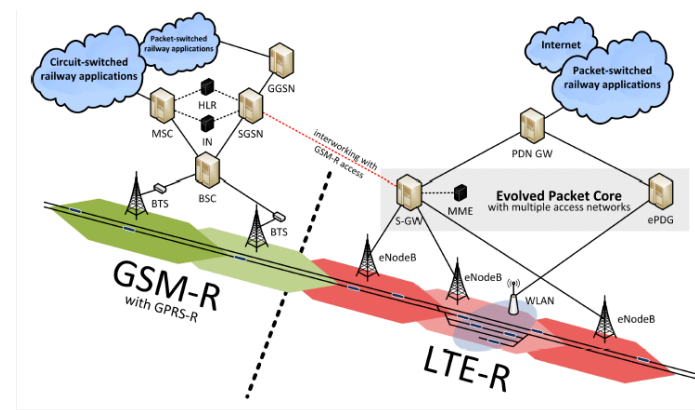 Circuit-switched
railway applications
Packet-switched
railway applications
GGSN
HLR
MSC
IN
SGSN
BSC
BTS
BTS
GSM-R
with GPRS-R
interworking with
GSM-R access
Internet
Packet-switched
railway applications
PDN GW
Evolved Packet Core
with multiple access networks
S-GW
MME
ePDG
eNodeB
eNodeB
WLAN
eNodeB
LTE-R